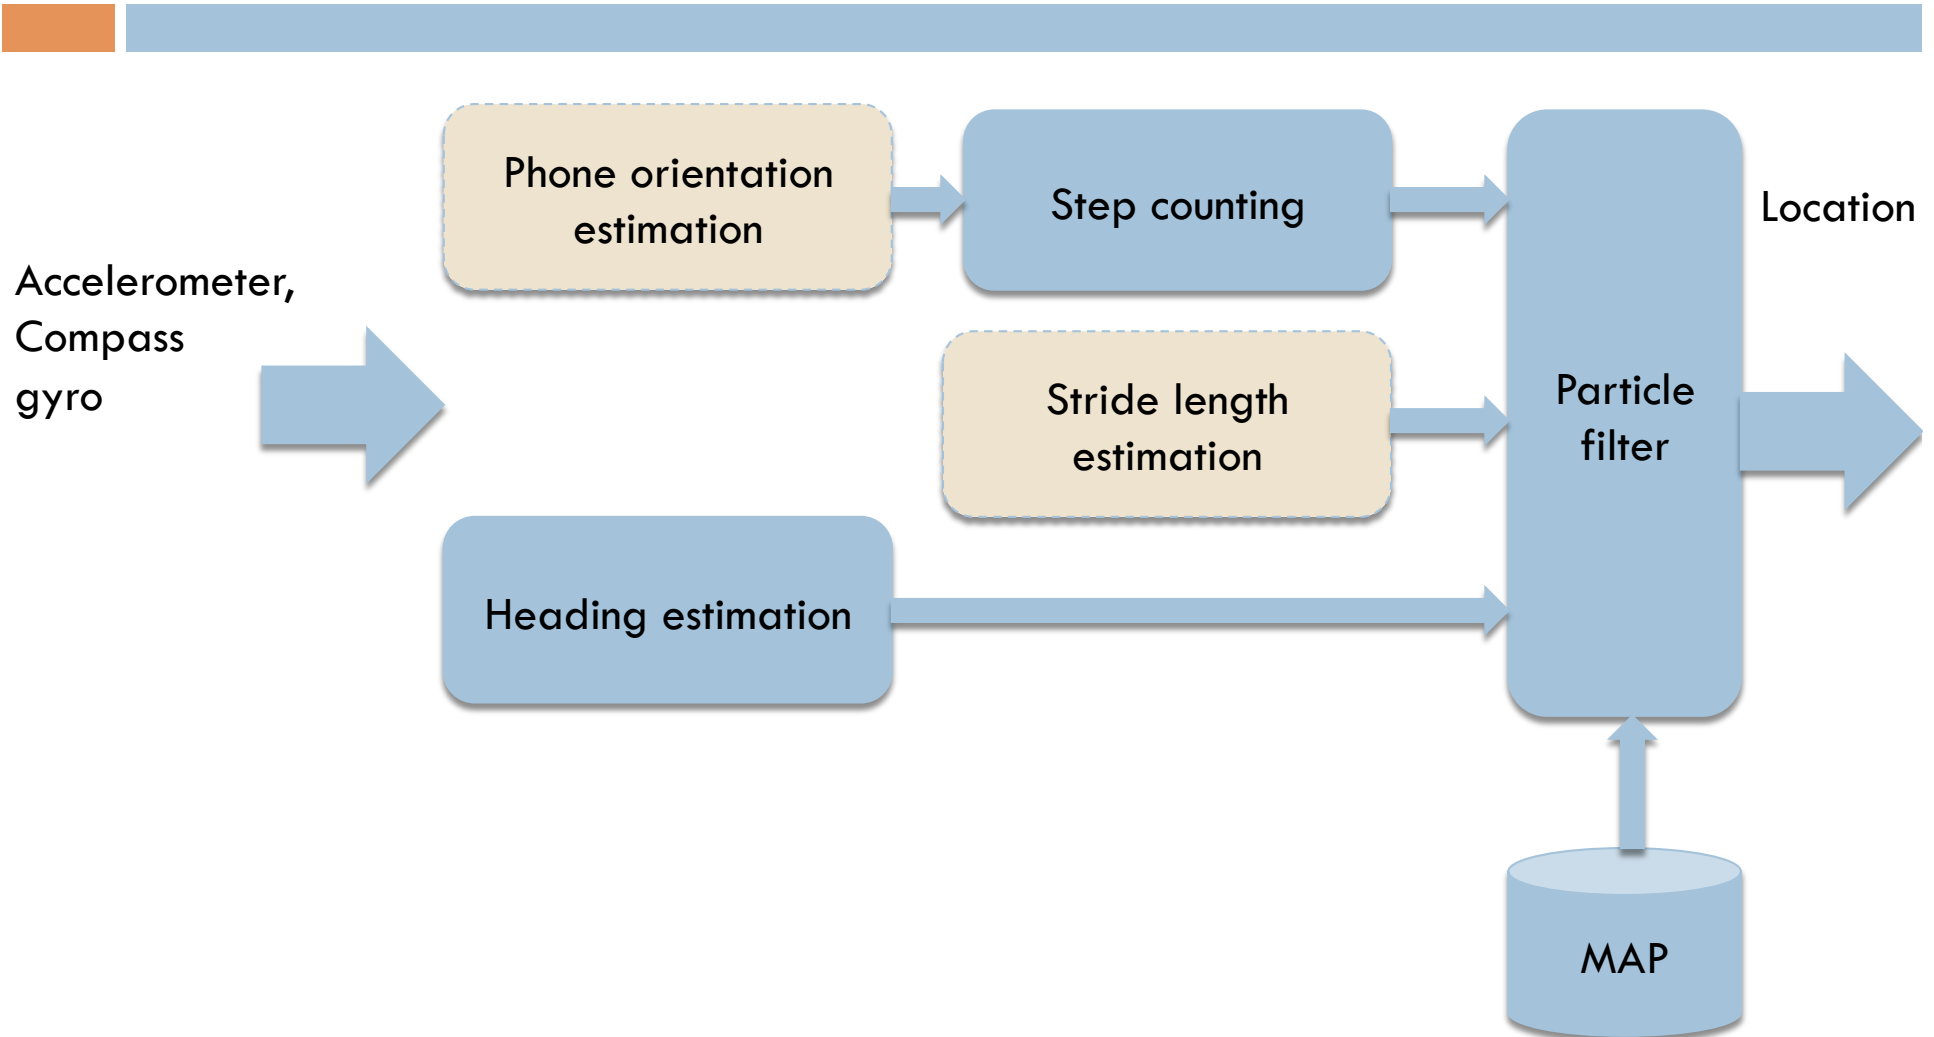 Accelerometer,
Compass
gyro
Phone orientation
estimation
Step counting
Stride length
estimation
Heading estimation
Particle
filter
Location
MAP